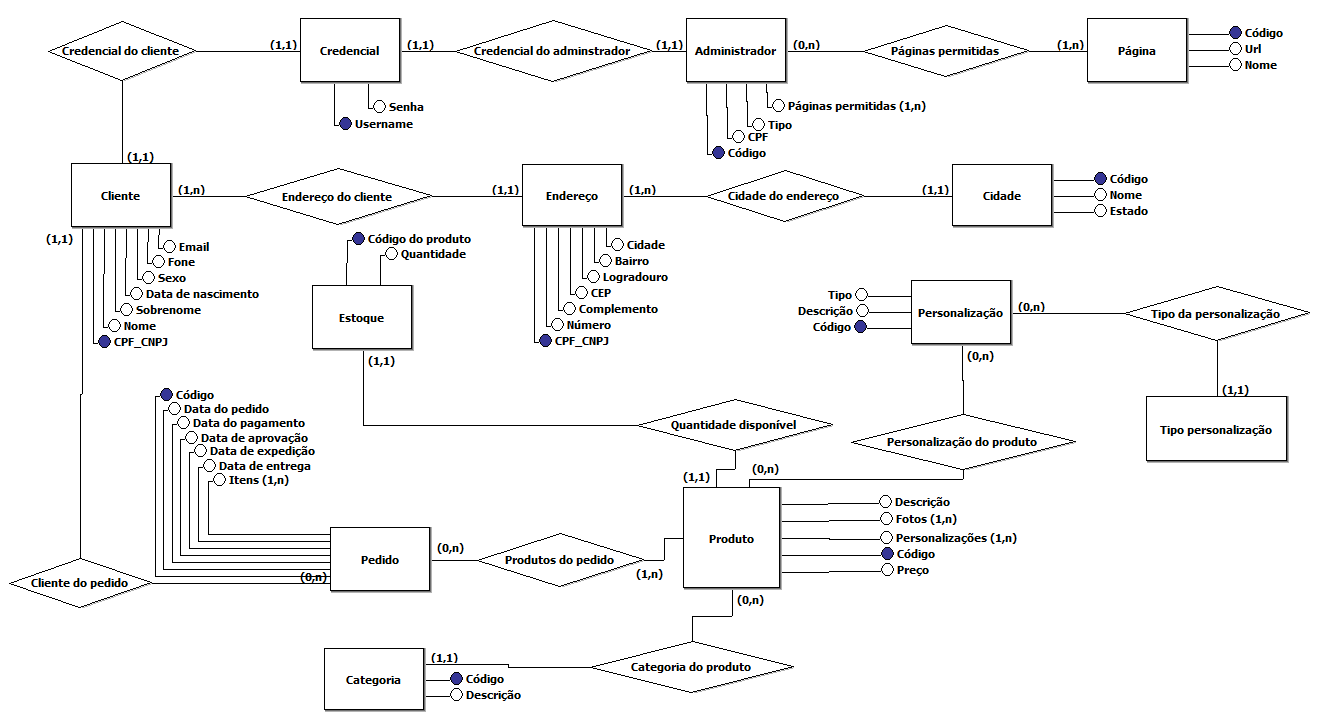 Credencial do cliente
(1,1)
Credencial
(1,1)
Credencial do adminstrador
(1,1)
Administrador
(0,n)
Páginas permitidas
(1,n)
Página
Código
Url
Nome
Senha
Username
Páginas permitidas (1,n)
Tipo
CPF
Código
(1,1)
Cliente
(1,n)
Endereço do cliente
(1,1)
Endereço
(1,n)
Cidade do endereço
(1,1)
Cidade
Código
Nome
Estado
(1,1)
Email
Fone
Sexo
Data de nascimento
Sobrenome
Nome
CPF_CNPJ
Código do produto
Quantidade
Estoque
(1,1)
Cidade
Bairro
Logradouro
CEP
Complemento
Número
CPF_CNPJ
Tipo
Descrição
Código
Personalização
(0,n)
Tipo da personalização
(0,n)
(1,1)
Tipo personalização
Código
Data do pedido
Data do pagamento
Data de aprovação
Data de expedição
Data de entrega
Itens (1,n)
Quantidade disponível
Personalização do produto
(1,1)
(0,n)
Pedido
(0,n)
Produtos do pedido
(1,n)
Produto
Descrição
Fotos (1,n)
Personalizações (1,n)
Código
Preço
Cliente do pedido
(0,n)
(0,n)
Categoria
(1,1)
Código
Descrição
Categoria do produto